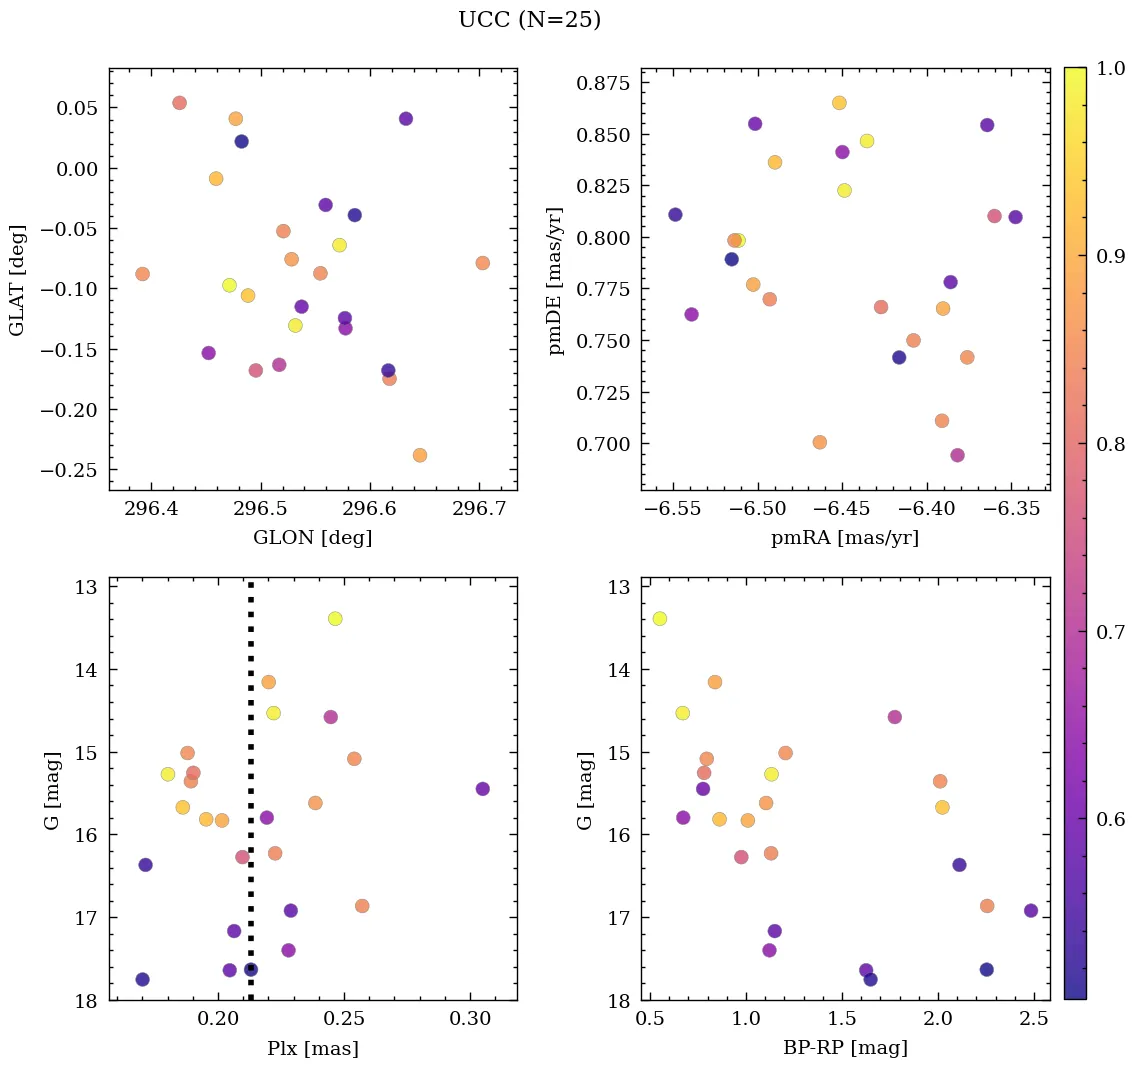 UCC (N=25)
0.05
0.00
−0.05
−0.10
−0.15
−0.20
−0.25
GLAT [deg]
296.4 296.5 296.6 296.7
GLON [deg]
0.875
0.850
0.825
0.800
0.775
0.750
0.725
0.700
pmDE [mas/yr]
−6.55 −6.50 −6.45 −6.40 −6.35
pmRA [mas/yr]
1.0
0.9
0.8
0.7
0.6
13
14
15
16
17
18
G [mag]
0.20 0.25 0.30
Plx [mas]
13
14
15
16
17
18
G [mag]
0.5 1.0 1.5 2.0 2.5
BP-RP [mag]